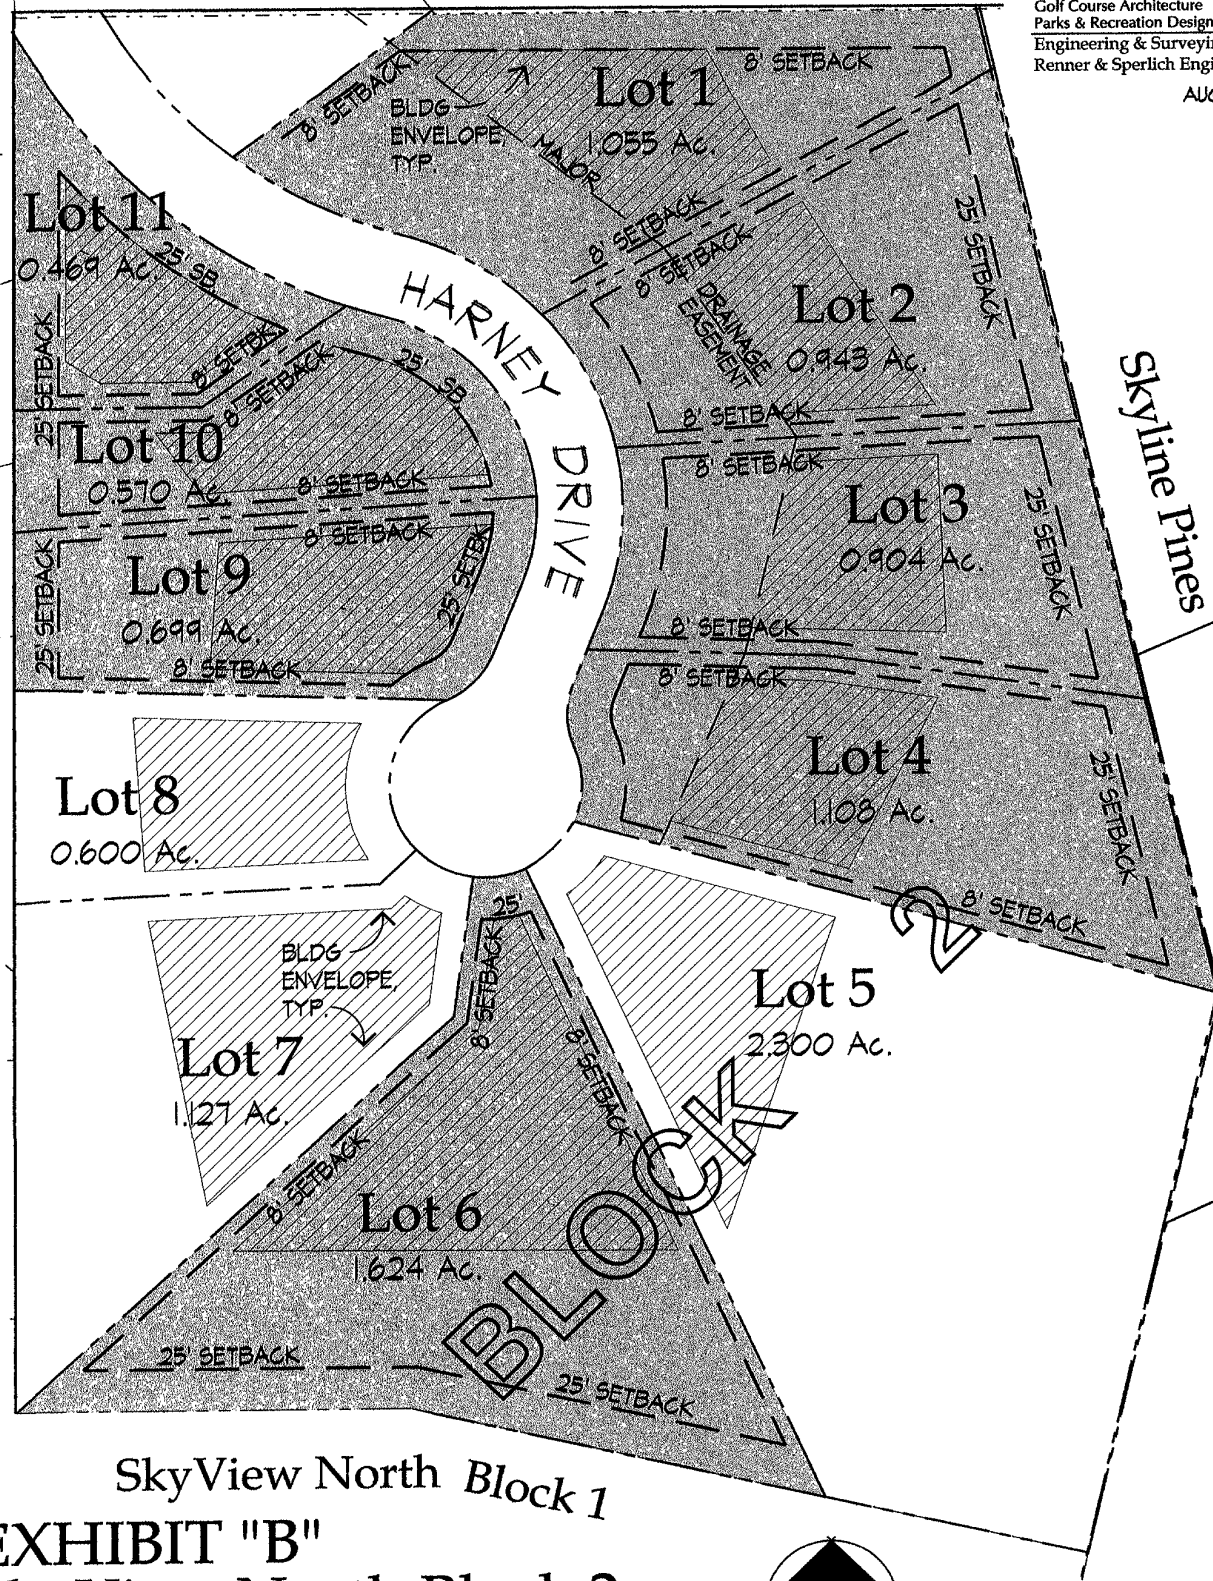 Golf Course Architecture
Parks & Recreation Design
Engineering &
Renner & Sperlich
8' SETBACK
8' SETBACK
BLDG
ENVELOPE,
TYP.
Lot 1
1.055 Ac.
MAJOR
DRAINAGE
EASEMENT
8' SETBACK
8' SETBACK
Lot 11
0.469 Ac.
25' SB
25' SETBACK
8' SETBK
8' SETBACK
HARNEY
DRIVE
25' SB
25' SETBACK
Lot 2
0.943 Ac.
8' SETBACK
8' SETBACK
Skyline Pines
25'
Lot 10
0.570 Ac.
8' SETBACK
8' SETBACK
Lot 3
0.904 Ac.
25' SETBACK
8' SETBACK
8' SETBACK
25' SETBACK
Lot 9
0.699 Ac.
25' SETBK
8' SETBACK
Lot 4
1.108 Ac.
25' SETBACK
8' SETBACK
Lot 8
0.600 Ac.
25'
8' SETBACK
8' SETBACK
BLDG
ENVELOPE,
TYP.
Lot 7
1.127 Ac.
Lot 5
2.300 Ac.
BLOCK 2
8' SETBACK
Lot 6
1.624 Ac.
25' SETBACK
25' SETBACK
SkyView North Block 1
EXHIBIT "B"